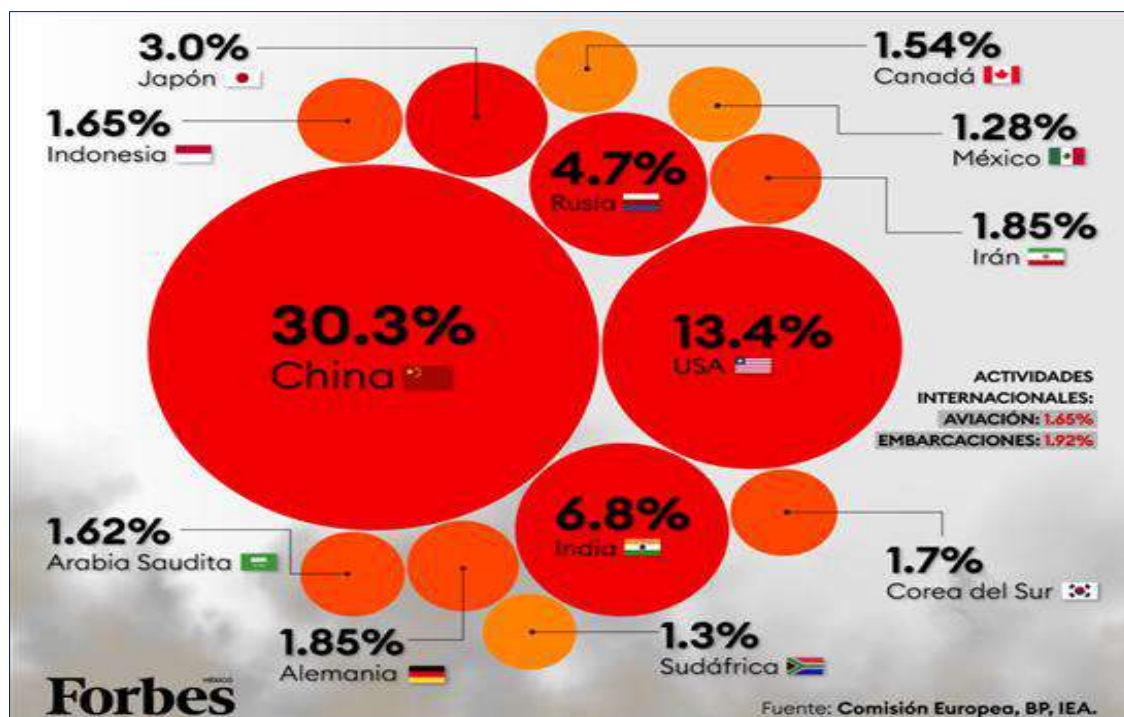 3.0%
Japón
1.54%
Canadá
1.65%
Indonesia
1.28%
México
4.7%
Rusia
1.85%
Irán
30.3%
China
13.4%
USA
ACTIVIDADES
INTERNACIONALES:
AVIACIÓN: 1.65%
EMBARCACIONES: 1.92%
1.62%
Arabia Saudita
6.8%
India
1.7%
Corea del Sur
1.85%
Alemania
1.3%
Sudáfrica
MÉXICO
Forbes
Fuente: Comisión Europea, BP, IEA.